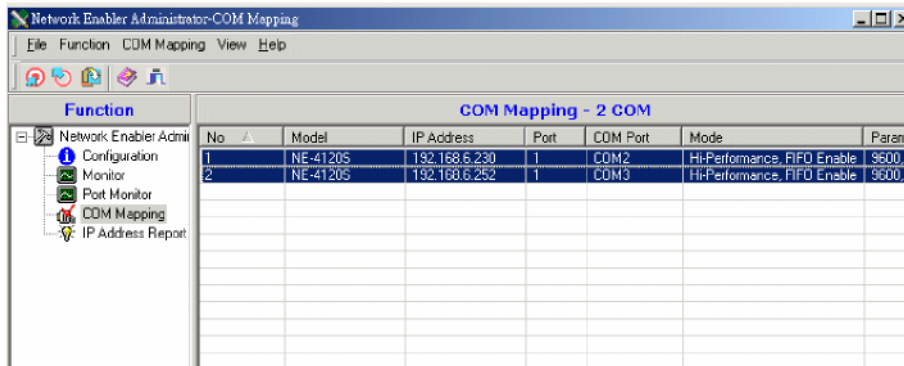 Network Enabler Administrator-COM Mapping
File Function COM Mapping View Help
Function
COM Mapping - 2 COM
Network Enabler Admi
Configuration
Monitor
Port Monitor
COM Mapping
IP Address Report
No Model IP Address Port COM Port Mode Param
1 NE-4120S 192.168.6.230 1 COM2 Hi-Performance, FIFO Enable 9600,
2 NE-4120S 192.168.6.252 1 COM3 Hi-Performance, FIFO Enable 9600,